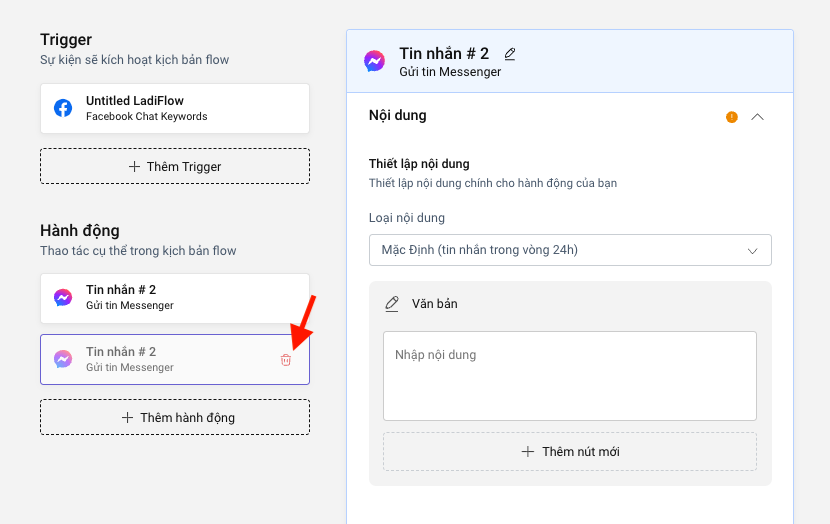 Trigger
Sự kiện sẽ kích hoạt kịch bản flow
Untitled LadiFlow
Facebook Chat Keywords
Thêm Trigger
Hành động
Thao tác cụ thể trong kịch bản flow
Tin nhắn # 2
Gửi tin Messenger
Tin nhắn # 2
Gửi tin Messenger
Thêm hành động
Tin nhắn # 2
Gửi tin Messenger
Nội dung
Thiết lập nội dung
Thiết lập nội dung chính cho hành động của bạn
Loại nội dung
Mặc Định (tin nhắn trong vòng 24h)
Văn bản
Nhập nội dung
Thêm nút mới